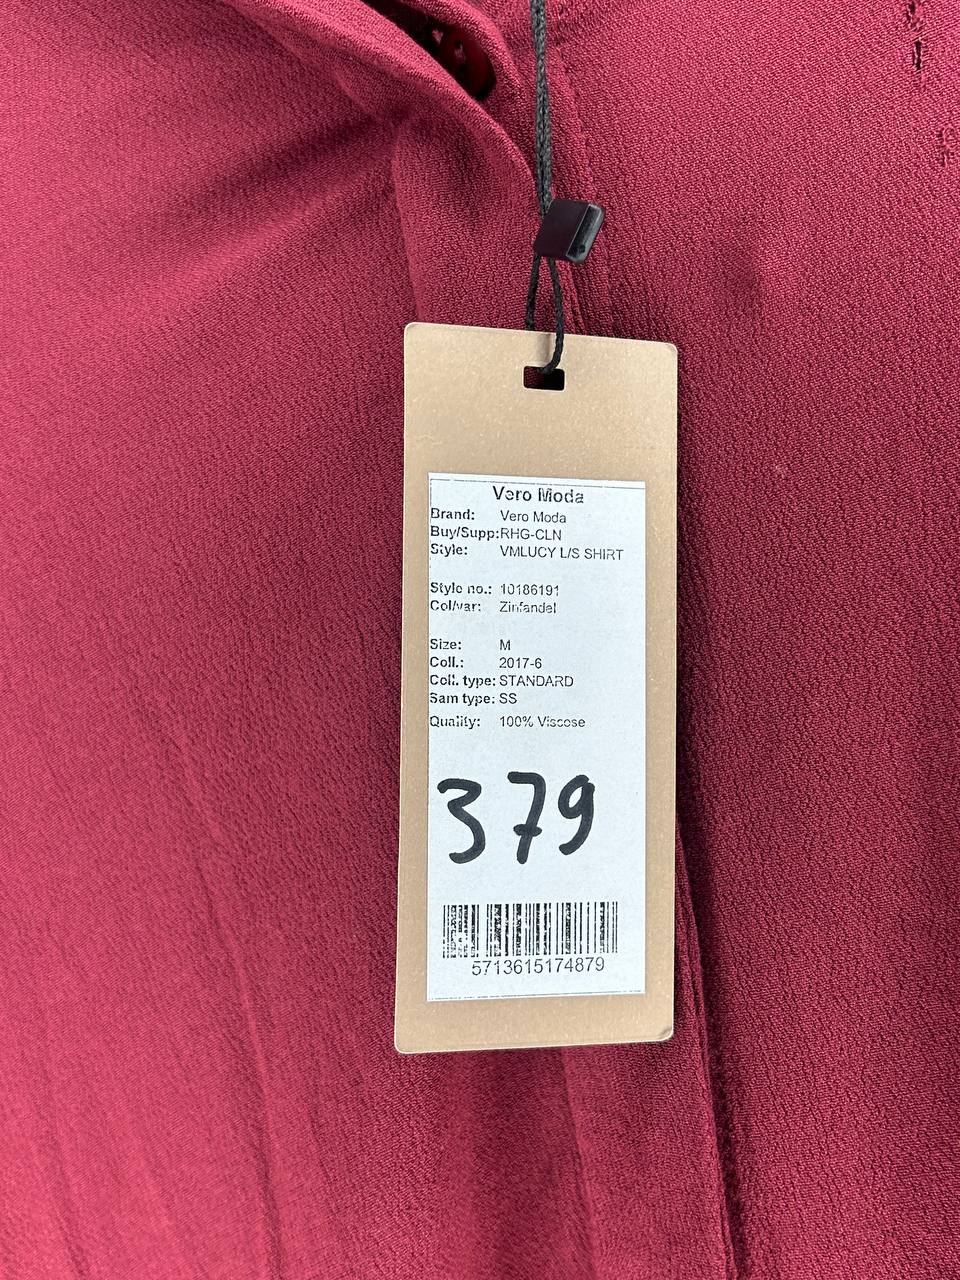 Vero Moda
Brand: Vero Moda
Buy/Supp: RHG-CLN
Style: VMLUCY L/S SHIRT
Style no.: 10186191
Col/var: Zinfandel
Size: M
Coll.: 2017-6
Coll. type: STANDARD
Sam type: SS
Quality: 100% Viscose
379
5713615174879